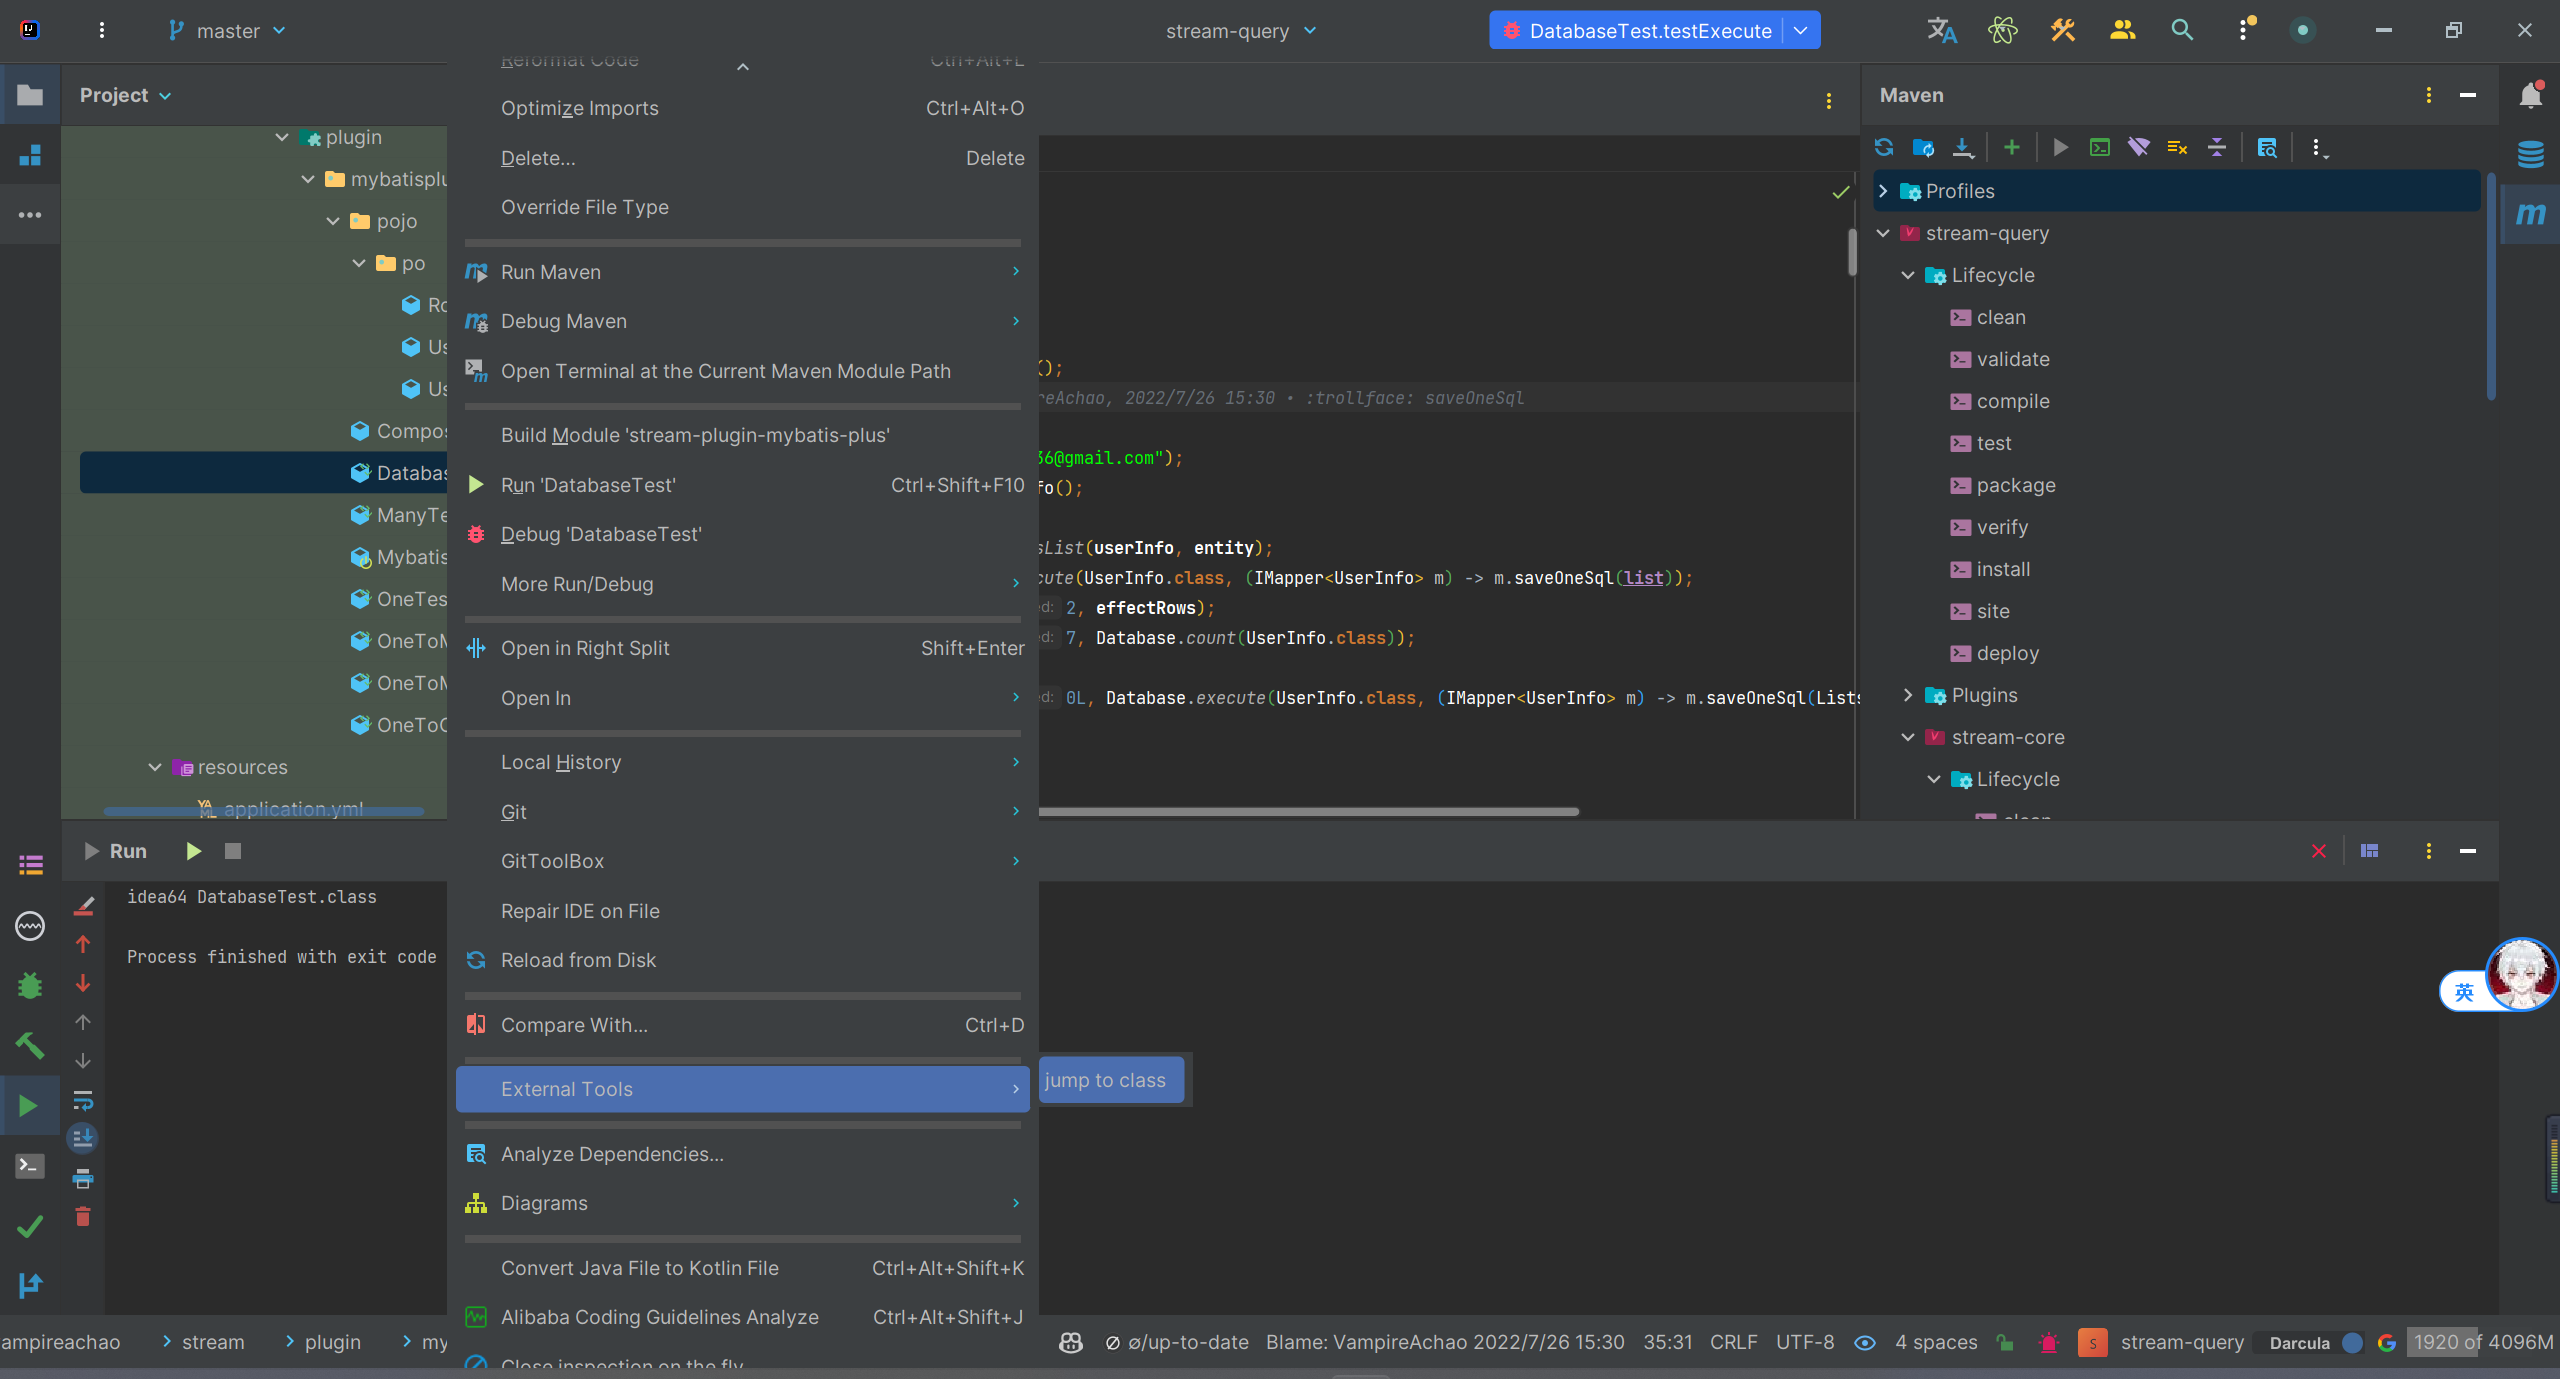 master
stream-query
DatabaseTest.testExecute
Project
plugin
mybatisplu
pojo
po
Ro
Us
Us
Compos
Databas
ManyTe
Mybatis
OneTes
OneToM
OneToM
OneToO
resources
application.yml
Reformat Code Ctrl+Alt+L
Optimize Imports Ctrl+Alt+O
Delete... Delete
Override File Type
Run Maven
Debug Maven
Open Terminal at the Current Maven Module Path
Build Module 'stream-plugin-mybatis-plus'
Run 'DatabaseTest' Ctrl+Shift+F10
Debug 'DatabaseTest'
More Run/Debug
Open in Right Split Shift+Enter
Open In
Local History
Git
GitToolBox
Repair IDE on File
Reload from Disk
Compare With... Ctrl+D
External Tools
jump to class
Analyze Dependencies...
Diagrams
Convert Java File to Kotlin File Ctrl+Alt+Shift+K
Alibaba Coding Guidelines Analyze Ctrl+Alt+Shift+J
Close inspection on the fly
();
reAchao, 2022/7/26 15:30 • :trollface: saveOneSql
36@gmail.com");
fo();
sList(userInfo, entity);
cute(UserInfo.class, (IMapper<UserInfo> m) -> m.saveOneSql(list));
ed: 2, effectRows);
ed: 7, Database.count(UserInfo.class));
ed: 0L, Database.execute(UserInfo.class, (IMapper<UserInfo> m) -> m.saveOneSql(Lists
Maven
Profiles
stream-query
Lifecycle
clean
validate
compile
test
package
verify
install
site
deploy
Plugins
stream-core
Lifecycle
clean
m
Run
idea64 DatabaseTest.class
Process finished with exit code
英
ampireachao > stream > plugin > my
ø/up-to-date Blame: VampireAchao 2022/7/26 15:30 35:31 CRLF UTF-8 4 spaces S stream-query Darcula 1920 of 4096M